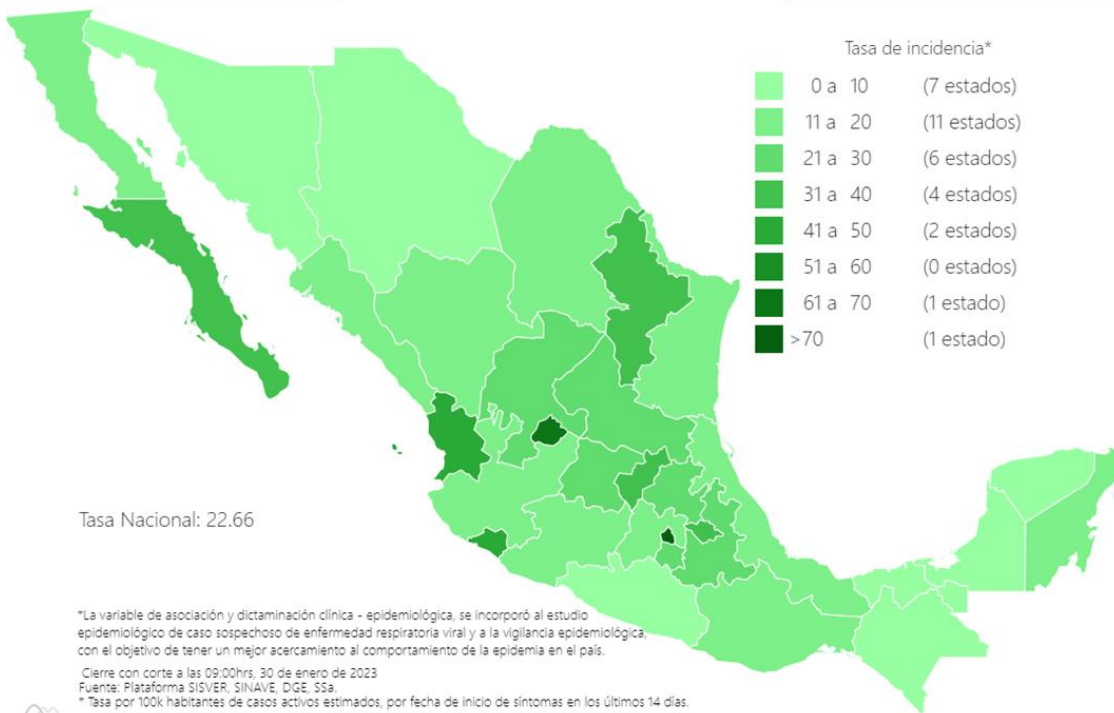 Tasa de incidencia*
0 a 10 (7 estados)
11 a 20 (11 estados)
21 a 30 (6 estados)
31 a 40 (4 estados)
41 a 50 (2 estados)
51 a 60 (0 estados)
61 a 70 (1 estado)
>70 (1 estado)
Tasa Nacional: 22.66
*La variable de asociación y dictaminación clínica - epidemiológica, se incorporó al estudio
epidemiológico de caso sospechoso de enfermedad respiratoria viral y a la vigilancia epidemiológica,
con el objetivo de tener un mejor acercamiento al comportamiento de la epidemia en el país.
Cierre con corte a las 09:00hrs, 30 de enero de 2023
Fuente: Plataforma SISVER, SINAVE, DGE, SSa.
* Tasa por 100k habitantes de casos activos estimados, por fecha de inicio de síntomas en los últimos 14 días.